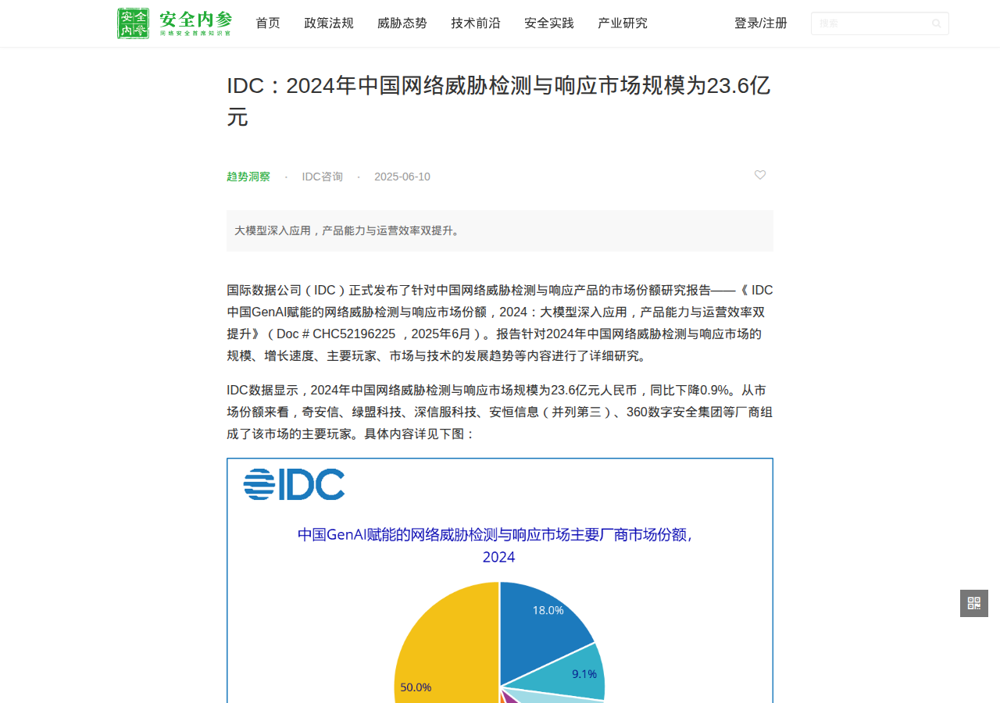 安全内参
安全内参
网络安全首席知识官
首页 政策法规 威胁态势 技术前沿 安全实践 产业研究 登录/注册 搜索
IDC：2024年中国网络威胁检测与响应市场规模为23.6亿
元
趋势洞察 · IDC咨询 · 2025-06-10
大模型深入应用，产品能力与运营效率双提升。
国际数据公司（IDC）正式发布了针对中国网络威胁检测与响应产品的市场份额研究报告——《 IDC
中国GenAI赋能的网络威胁检测与响应市场份额，2024：大模型深入应用，产品能力与运营效率双
提升》（Doc # CHC52196225 ，2025年6月）。报告针对2024年中国网络威胁检测与响应市场的
规模、增长速度、主要玩家、市场与技术的发展趋势等内容进行了详细研究。
IDC数据显示，2024年中国网络威胁检测与响应市场规模为23.6亿元人民币，同比下降0.9%。从市
场份额来看，奇安信、绿盟科技、深信服科技、安恒信息（并列第三）、360数字安全集团等厂商组
成了该市场的主要玩家。具体内容详见下图：
IDC
中国GenAI赋能的网络威胁检测与响应市场主要厂商市场份额，
2024
18.0%
9.1%
50.0%